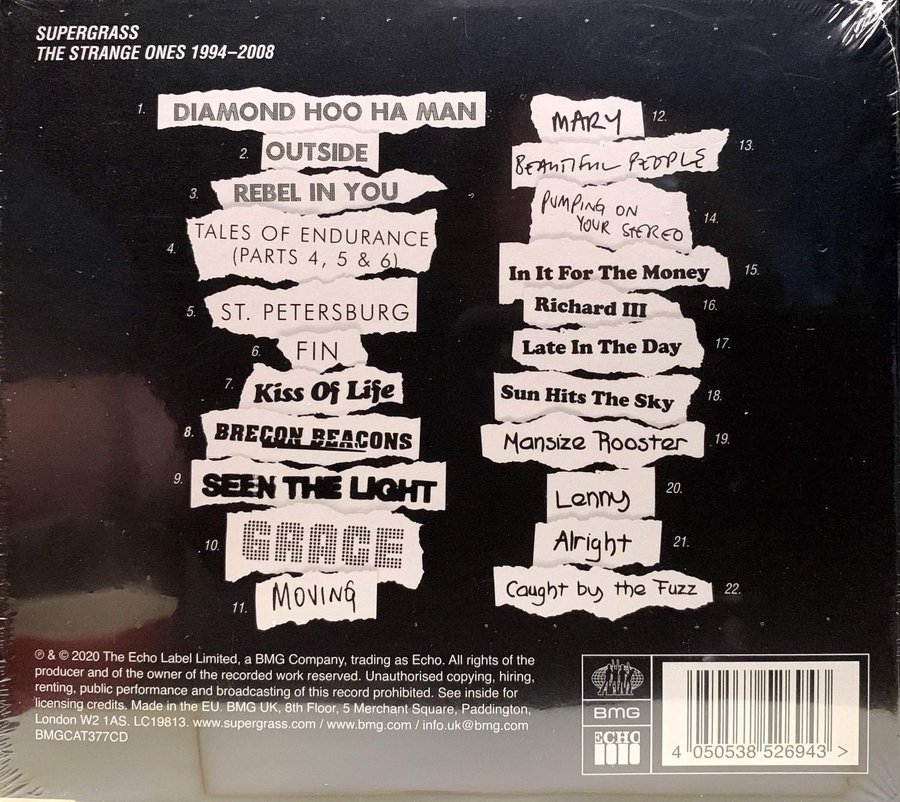 SUPERGRASS
THE STRANGE ONES 1994–2008
1. DIAMOND HOO HA MAN
2. OUTSIDE
3. REBEL IN YOU
4. TALES OF ENDURANCE
(PARTS 4, 5 & 6)
5. ST. PETERSBURG
6. FIN
7. Kiss Of Life
8. BRECON BEACONS
9. SEEN THE LIGHT
10. GRACE
11. MOVING
MARY 12.
BEAUTIFUL PEOPLE 13.
PUMPING ON
YOUR STEREO 14.
In It For The Money 15.
Richard III 16.
Late In The Day 17.
Sun Hits The Sky 18.
Mansize Rooster 19.
Lenny 20.
Alright 21.
Caught by the Fuzz 22.
℗ & © 2020 The Echo Label Limited, a BMG Company, trading as Echo. All rights of the
producer and of the owner of the recorded work reserved. Unauthorised copying, hiring,
renting, public performance and broadcasting of this record prohibited. See inside for
licensing credits. Made in the EU. BMG UK, 8th Floor, 5 Merchant Square, Paddington,
London W2 1AS. LC19813. www.supergrass.com / www.bmg.com / info.uk@bmg.com
BMGCAT377CD
BMG
ECHO
4 050538 526943 >